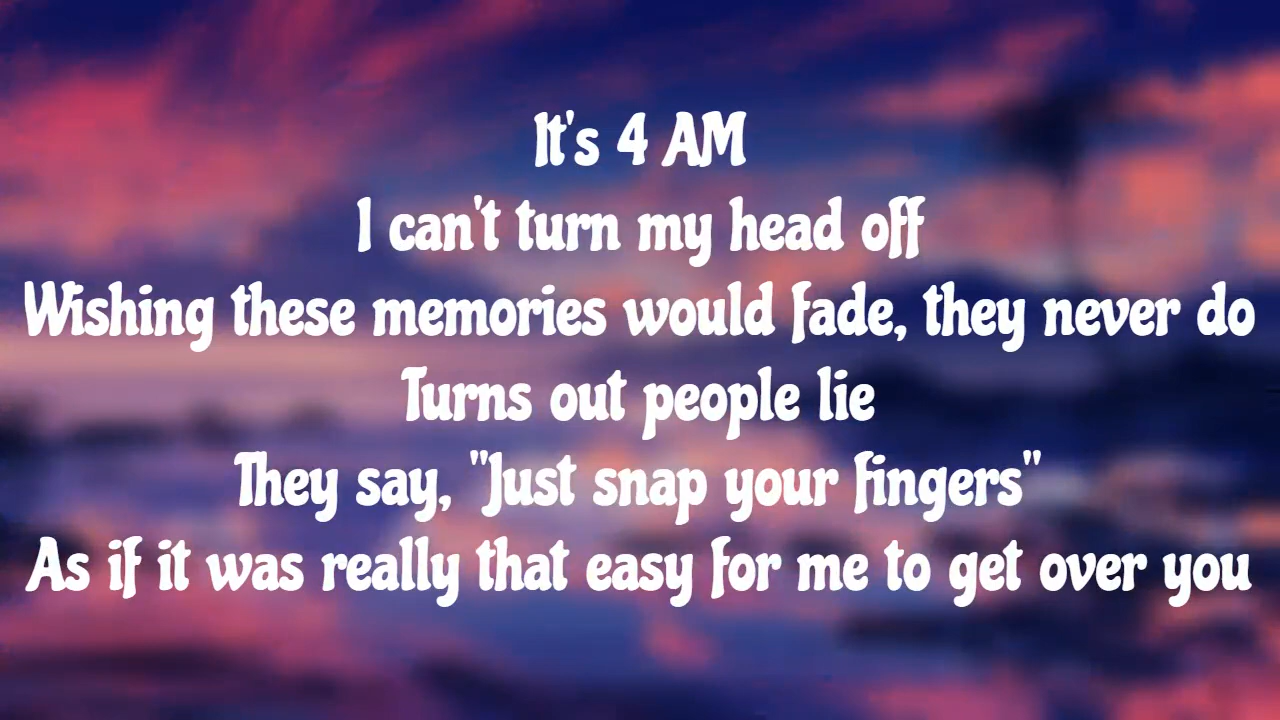 It's 4 AM
I can't turn my head off
Wishing these memories would fade, they never do
Turns out people lie
They say, "Just snap your fingers"
As if it was really that easy for me to get over you